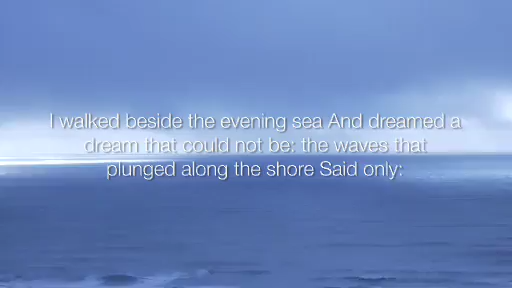 I walked beside the evening sea And dreamed a
dream that could not be; the waves that
plunged along the shore Said only: